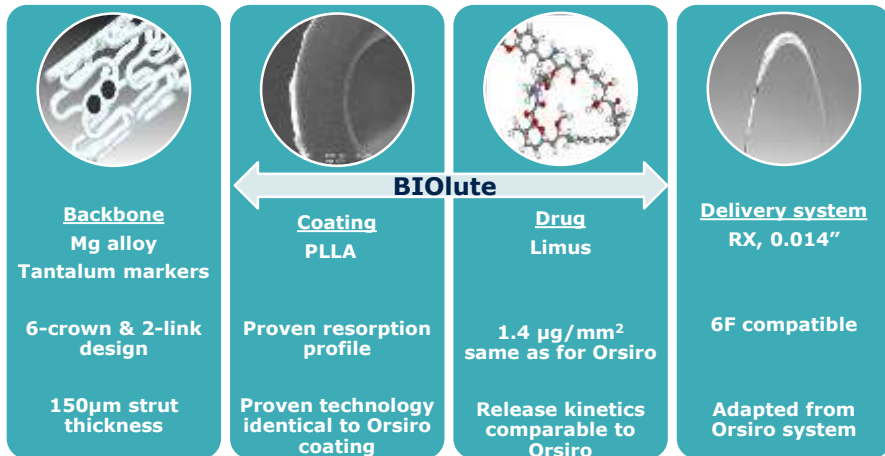 BIOlute
Backbone
Mg alloy
Tantalum markers
6-crown & 2-link
design
150µm strut
thickness
Coating
PLLA
Proven resorption
profile
Proven technology
identical to Orsiro
coating
Drug
Limus
1.4 µg/mm²
same as for Orsiro
Release kinetics
comparable to
Orsiro
Delivery system
RX, 0.014”
6F compatible
Adapted from
Orsiro system